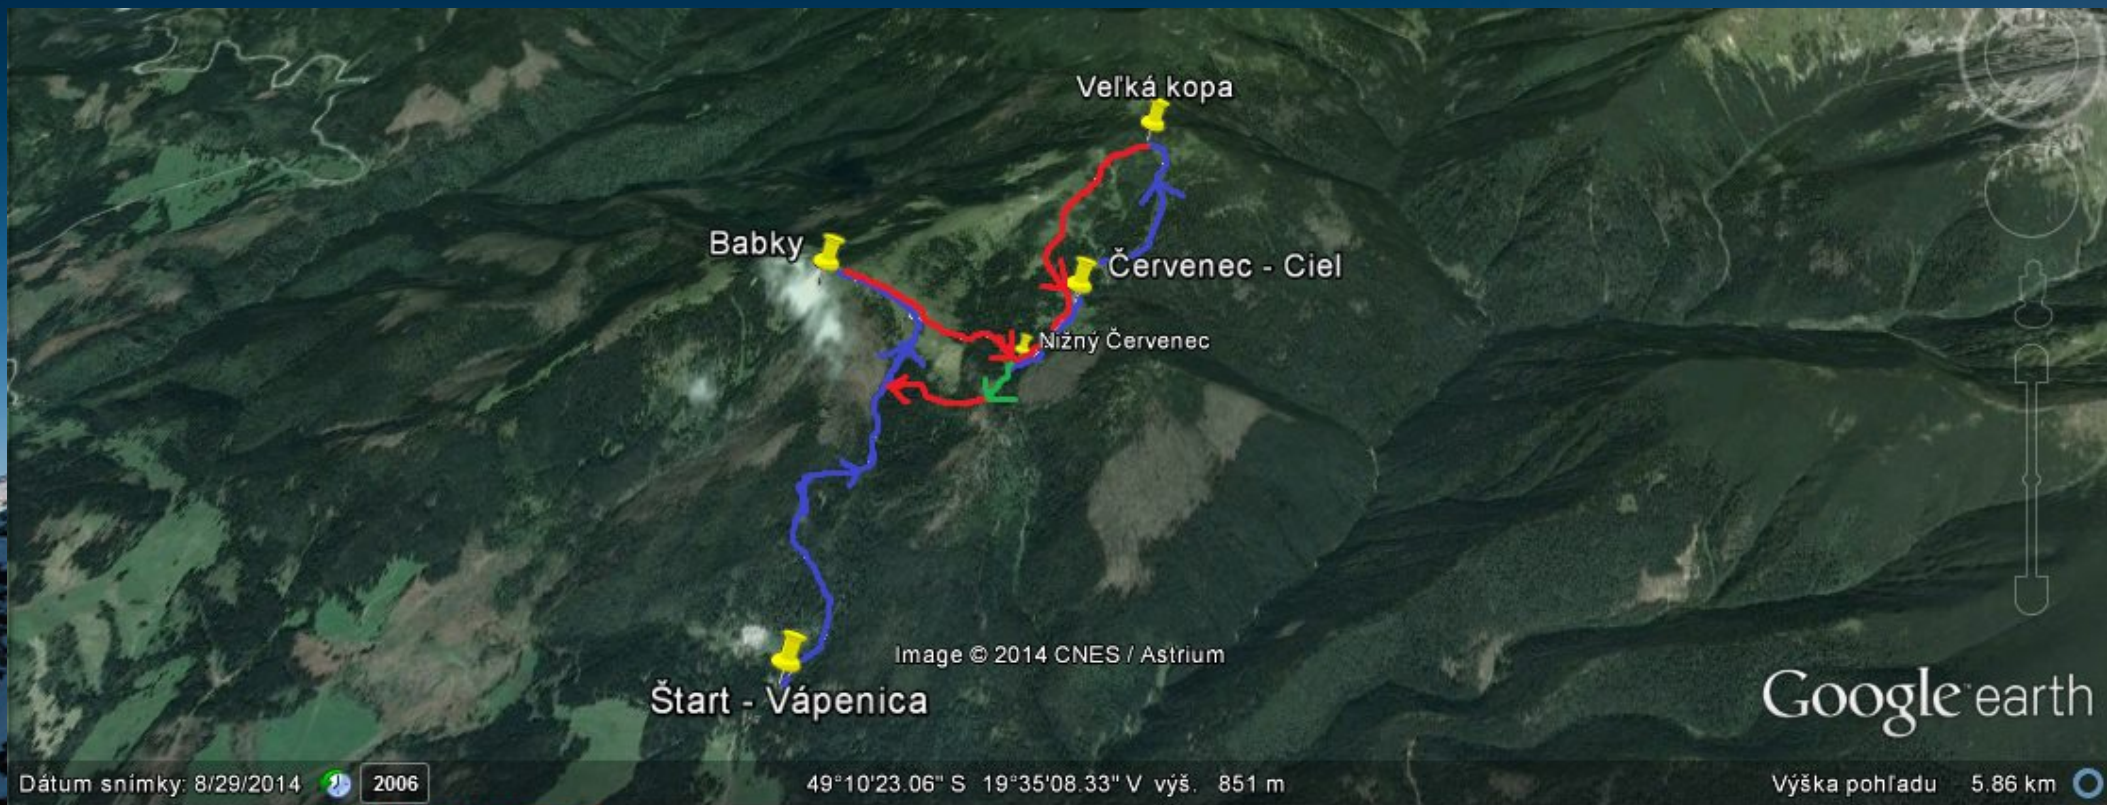 Veľká kopa
Babky
Červenec - Ciel
Nižný Červenec
Image © 2014 CNES / Astrium
Štart - Vápenica
Google earth
Dátum snímky: 8/29/2014 2006 49°10'23.06" S 19°35'08.33" V výš. 851 m Výška pohľadu 5.86 km